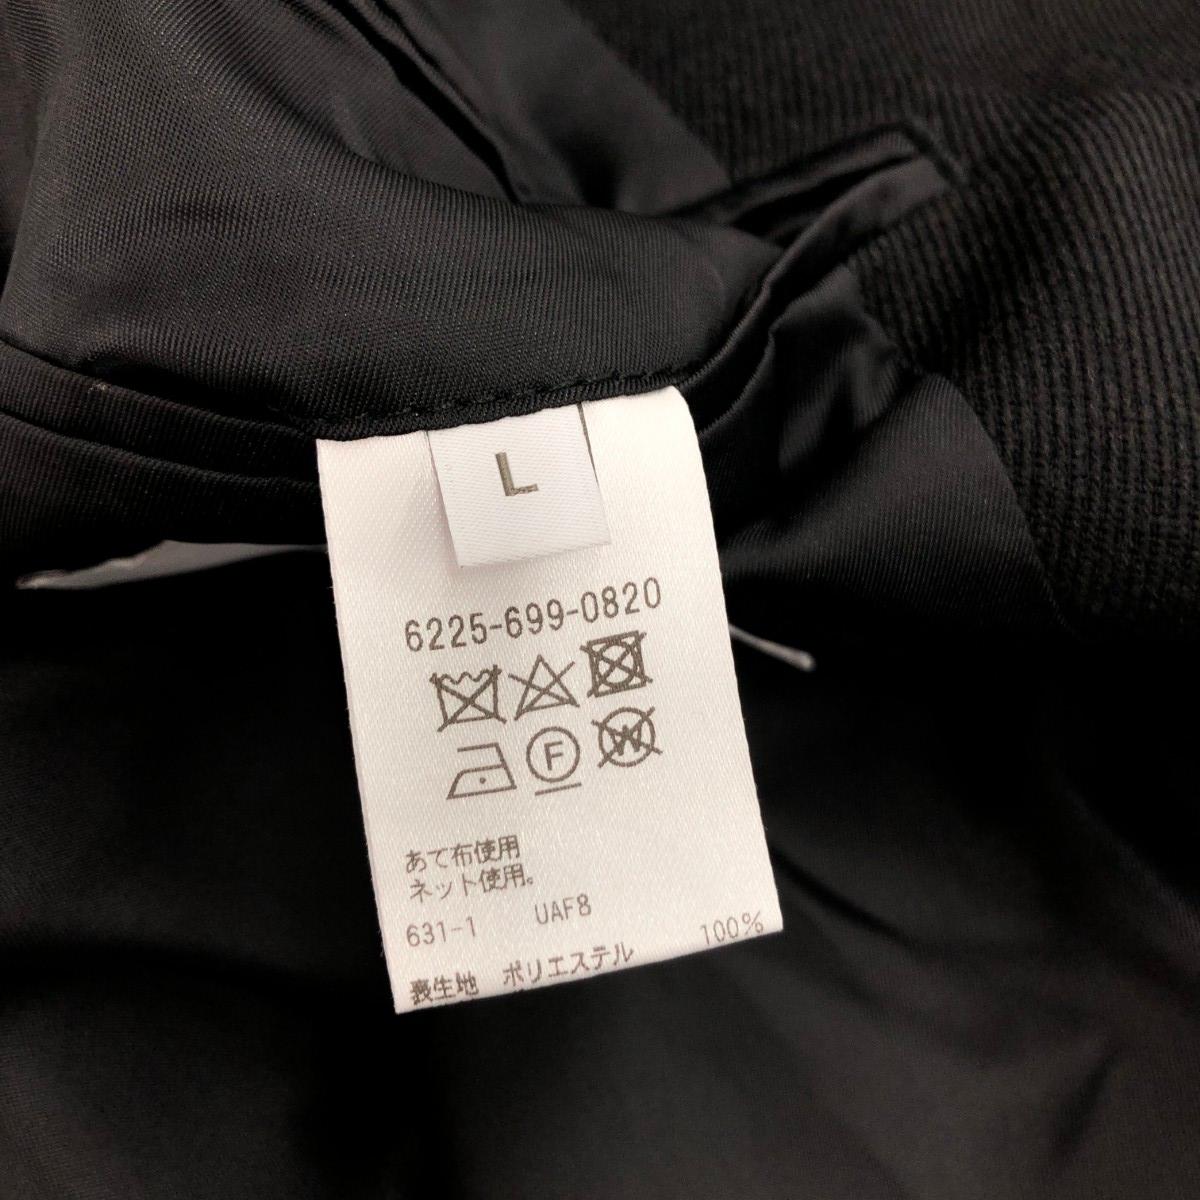 L
6225-699-0820
F W
あて布使用
ネット使用。
631-1 UAF8
表生地 ポリエステル 100%